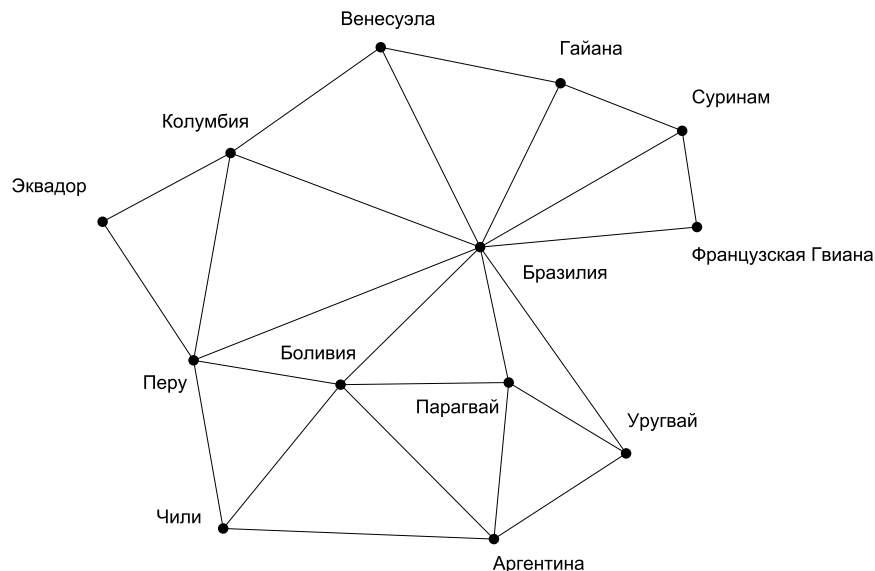 Венесуэла
Гайана
Суринам
Колумбия
Эквадор
Французская Гвиана
Бразилия
Боливия
Перу
Парагвай
Уругвай
Чили
Аргентина